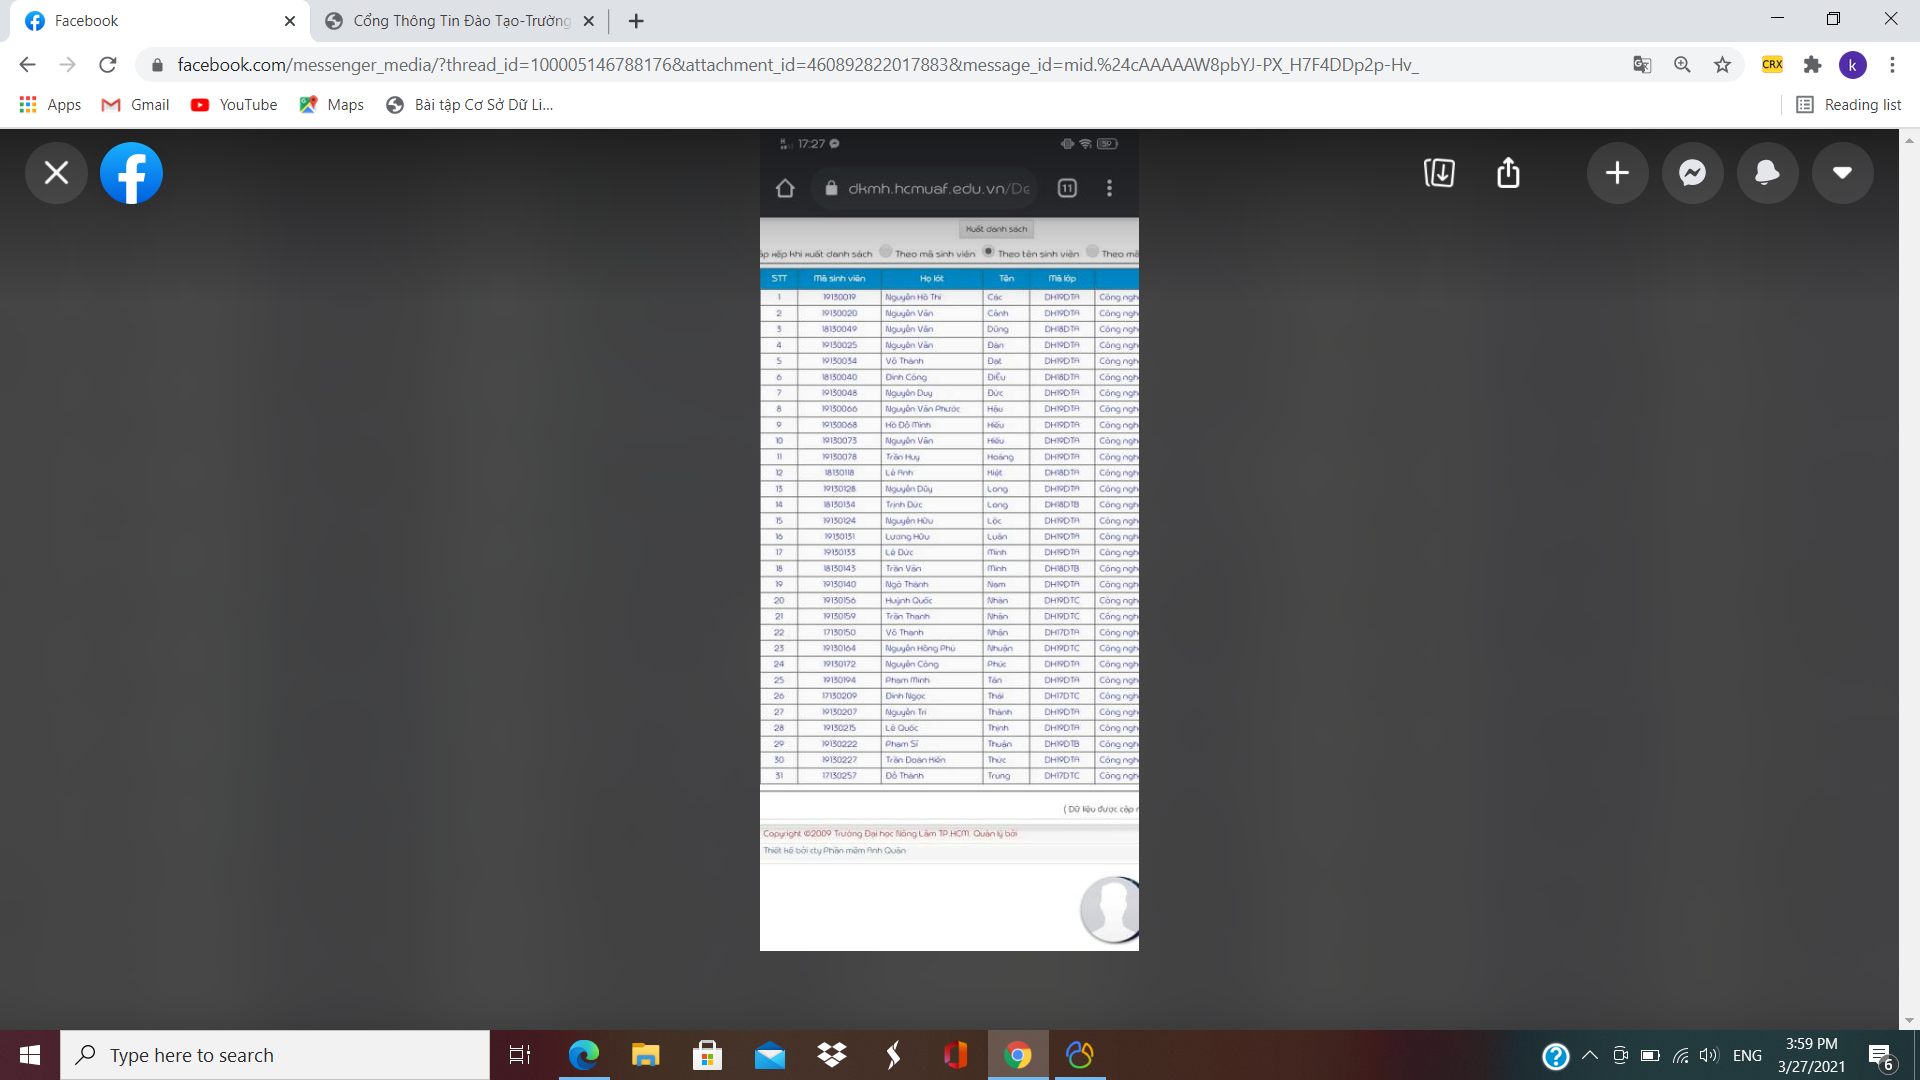 Facebook
Cổng Thông Tin Đào Tạo-Trường
facebook.com/messenger_media/?thread_id=100005146788176&attachment_id=460892822017883&message_id=mid.%24cAAAAAW8pbYJ-PX_H7F4DDp2p-Hv_
CRX
k
Apps
Gmail
YouTube
Maps
Bài tập Cơ Sở Dữ Li...
Reading list
17:27
dkmh.hcmuaf.edu.vn/De
11
Xuất danh sách
xếp khi xuất danh sách Theo mã sinh viên Theo tên sinh viên Theo mã
STT Mã sinh viên Họ lót Tên Mã lớp
1 19130019 Nguyễn Hồ Thi Các DH19DTA Công ngh
2 19130020 Nguyễn Văn Cảnh DH19DTA Công ngh
3 18130049 Nguyễn Văn Dũng DH18DTA Công ngh
4 19130025 Nguyễn Văn Đàn DH19DTA Công ngh
5 19130034 Võ Thành Đạt DH19DTA Công ngh
6 18130040 Đinh Công Điểu DH18DTA Công ngh
7 19130048 Nguyễn Duy Đức DH19DTA Công ngh
8 19130066 Nguyễn Văn Phước Hậu DH19DTA Công ngh
9 19130068 Hồ Đỗ Minh Hiếu DH19DTA Công ngh
10 19130073 Nguyễn Văn Hiếu DH19DTA Công ngh
11 19130078 Trần Huy Hoàng DH19DTA Công ngh
12 18130118 Lê Anh Kiệt DH18DTA Công ngh
13 19130128 Nguyễn Dũy Long DH19DTA Công ngh
14 18130134 Trịnh Đức Long DH18DTB Công ngh
15 19130124 Nguyễn Hữu Lộc DH19DTA Công ngh
16 19130131 Lương Hữu Luân DH19DTA Công ngh
17 19130133 Lê Đức Minh DH19DTA Công ngh
18 18130143 Trần Văn Minh DH18DTB Công ngh
19 19130140 Ngô Thành Nam DH19DTA Công ngh
20 19130156 Huỳnh Quốc Nhân DH19DTC Công ngh
21 19130159 Trần Thanh Nhân DH19DTC Công ngh
22 17130150 Võ Thanh Nhân DH17DTA Công ngh
23 19130164 Nguyễn Hồng Phú Nhuận DH19DTC Công ngh
24 19130172 Nguyễn Công Phúc DH19DTA Công ngh
25 19130194 Phạm Minh Tân DH19DTA Công ngh
26 17130209 Đinh Ngọc Thái DH17DTC Công ngh
27 19130207 Nguyễn Trí Thành DH19DTA Công ngh
28 19130215 Lê Quốc Thịnh DH19DTA Công ngh
29 19130222 Phạm Sĩ Thuận DH19DTB Công ngh
30 19130227 Trần Doãn Hiến Thức DH19DTA Công ngh
31 17130257 Đỗ Thành Trung DH17DTC Công ngh
( Dữ liệu được cập
Copyright ©2009 Trường Đại học Nông Lâm TP.HCM. Quản lý bởi
Thiết kế bởi cty Phần mềm Anh Quân
Type here to search
ENG
3:59 PM
3/27/2021
6